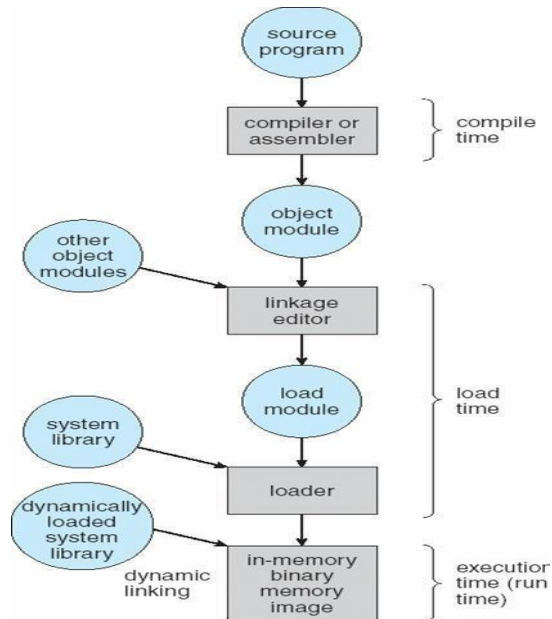 source
program
compiler or
assembler
compile
time
object
module
other
object
modules
linkage
editor
load
module
load
time
system
library
loader
dynamically
loaded
system
library
dynamic
linking
in-memory
binary
memory
image
execution
time (run
time)